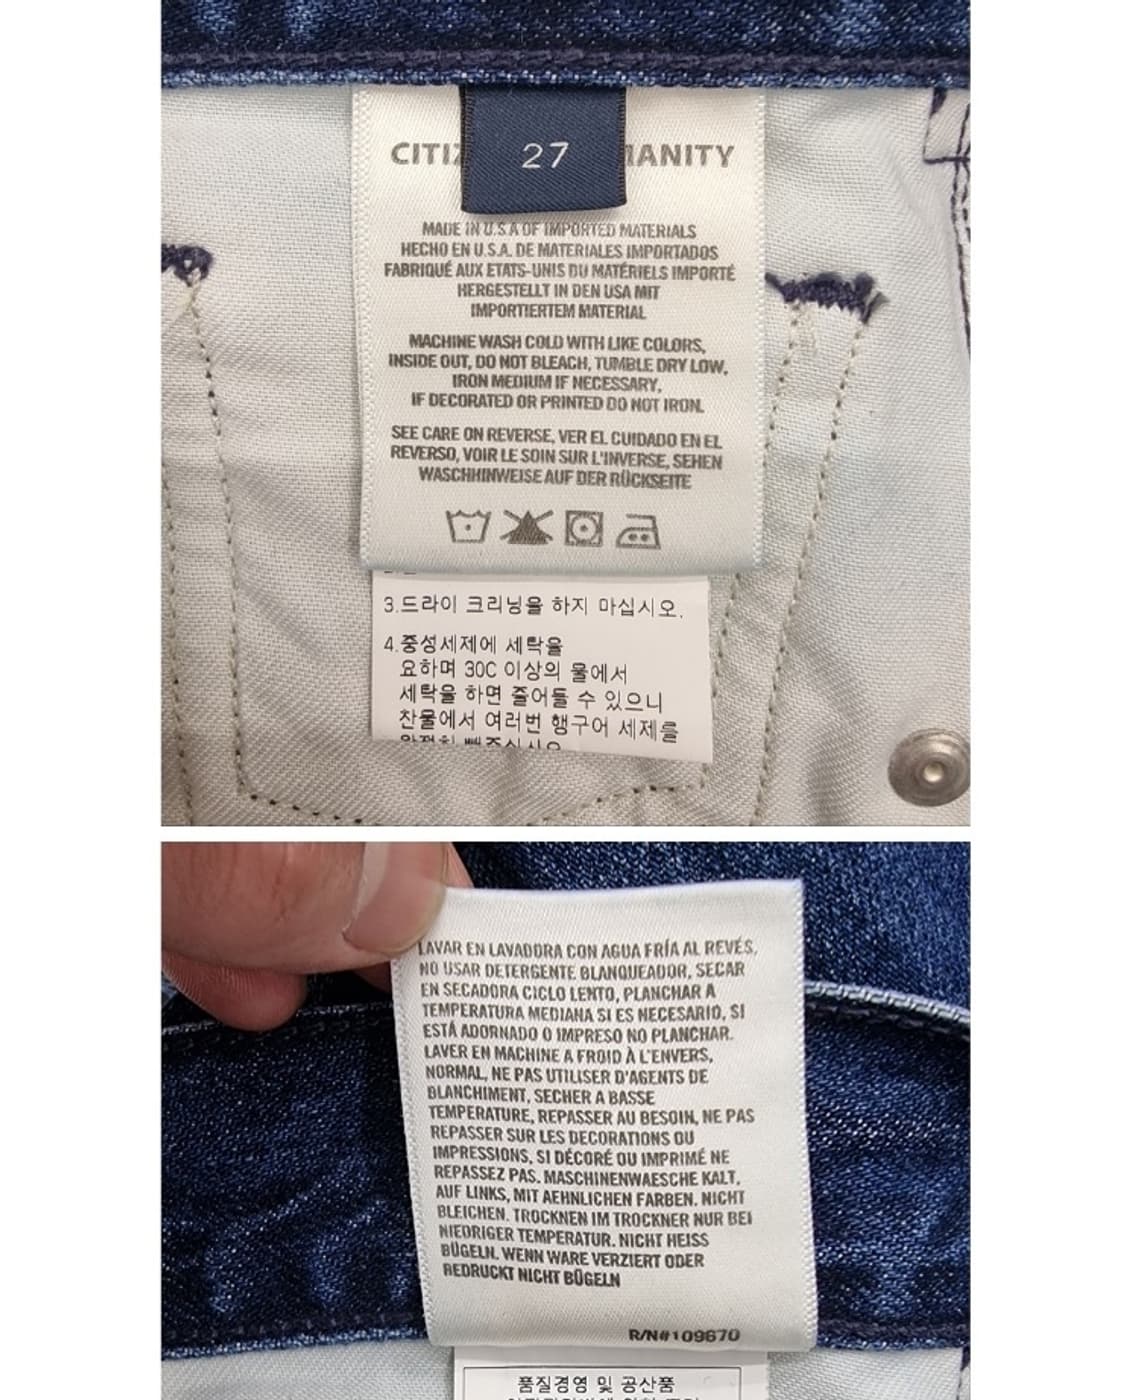 27
MADE IN U.S.A OF IMPORTED MATERIALS
HECHO EN U.S.A. DE MATERIALES IMPORTADOS
FABRIQUÉ AUX ETATS-UNIS DU MATÉRIELS IMPORTÉ
HERGESTELLT IN DEN USA MIT
IMPORTIERTEM MATERIAL
MACHINE WASH COLD WITH LIKE COLORS,
INSIDE OUT, DO NOT BLEACH, TUMBLE DRY LOW,
IRON MEDIUM IF NECESSARY,
IF DECORATED OR PRINTED DO NOT IRON.
SEE CARE ON REVERSE, VER EL CUIDADO EN EL
REVERSO, VOIR LE SOIN SUR L'INVERSE, SEHEN
WASCHHINWEISE AUF DER RÜCKSEITE
3.드라이 크리닝을 하지 마십시오.
4.중성세제에 세탁을
요하며 30C 이상의 물에서
세탁을 하면 줄어들 수 있으니
찬물에서 여러번 행구어 세제를
LAVAR EN LAVADORA CON AGUA FRÍA AL REVÉS,
NO USAR DETERGENTE BLANQUEADOR, SECAR
EN SECADORA CICLO LENTO, PLANCHAR A
TEMPERATURA MEDIANA SI ES NECESARIO, SI
ESTÁ ADORNADO O IMPRESO NO PLANCHAR.
LAVER EN MACHINE A FROID À L'ENVERS,
NORMAL, NE PAS UTILISER D'AGENTS DE
BLANCHIMENT, SECHER A BASSE
TEMPERATURE, REPASSER AU BESOIN, NE PAS
REPASSER SUR LES DECORATIONS OU
IMPRESSIONS, SI DÉCORÉ OU IMPRIMÉ NE
REPASSEZ PAS. MASCHINENWAESCHE KALT,
AUF LINKS, MIT AEHNLICHEN FARBEN. NICHT
BLEICHEN. TROCKNEN IM TROCKNER NUR BEI
NIEDRIGER TEMPERATUR. NICHT HEISS
BÜGELN. WENN WARE VERZIERT ODER
BEDRUCKT NICHT BÜGELN
R/N#109670
품질경영 및 공산품